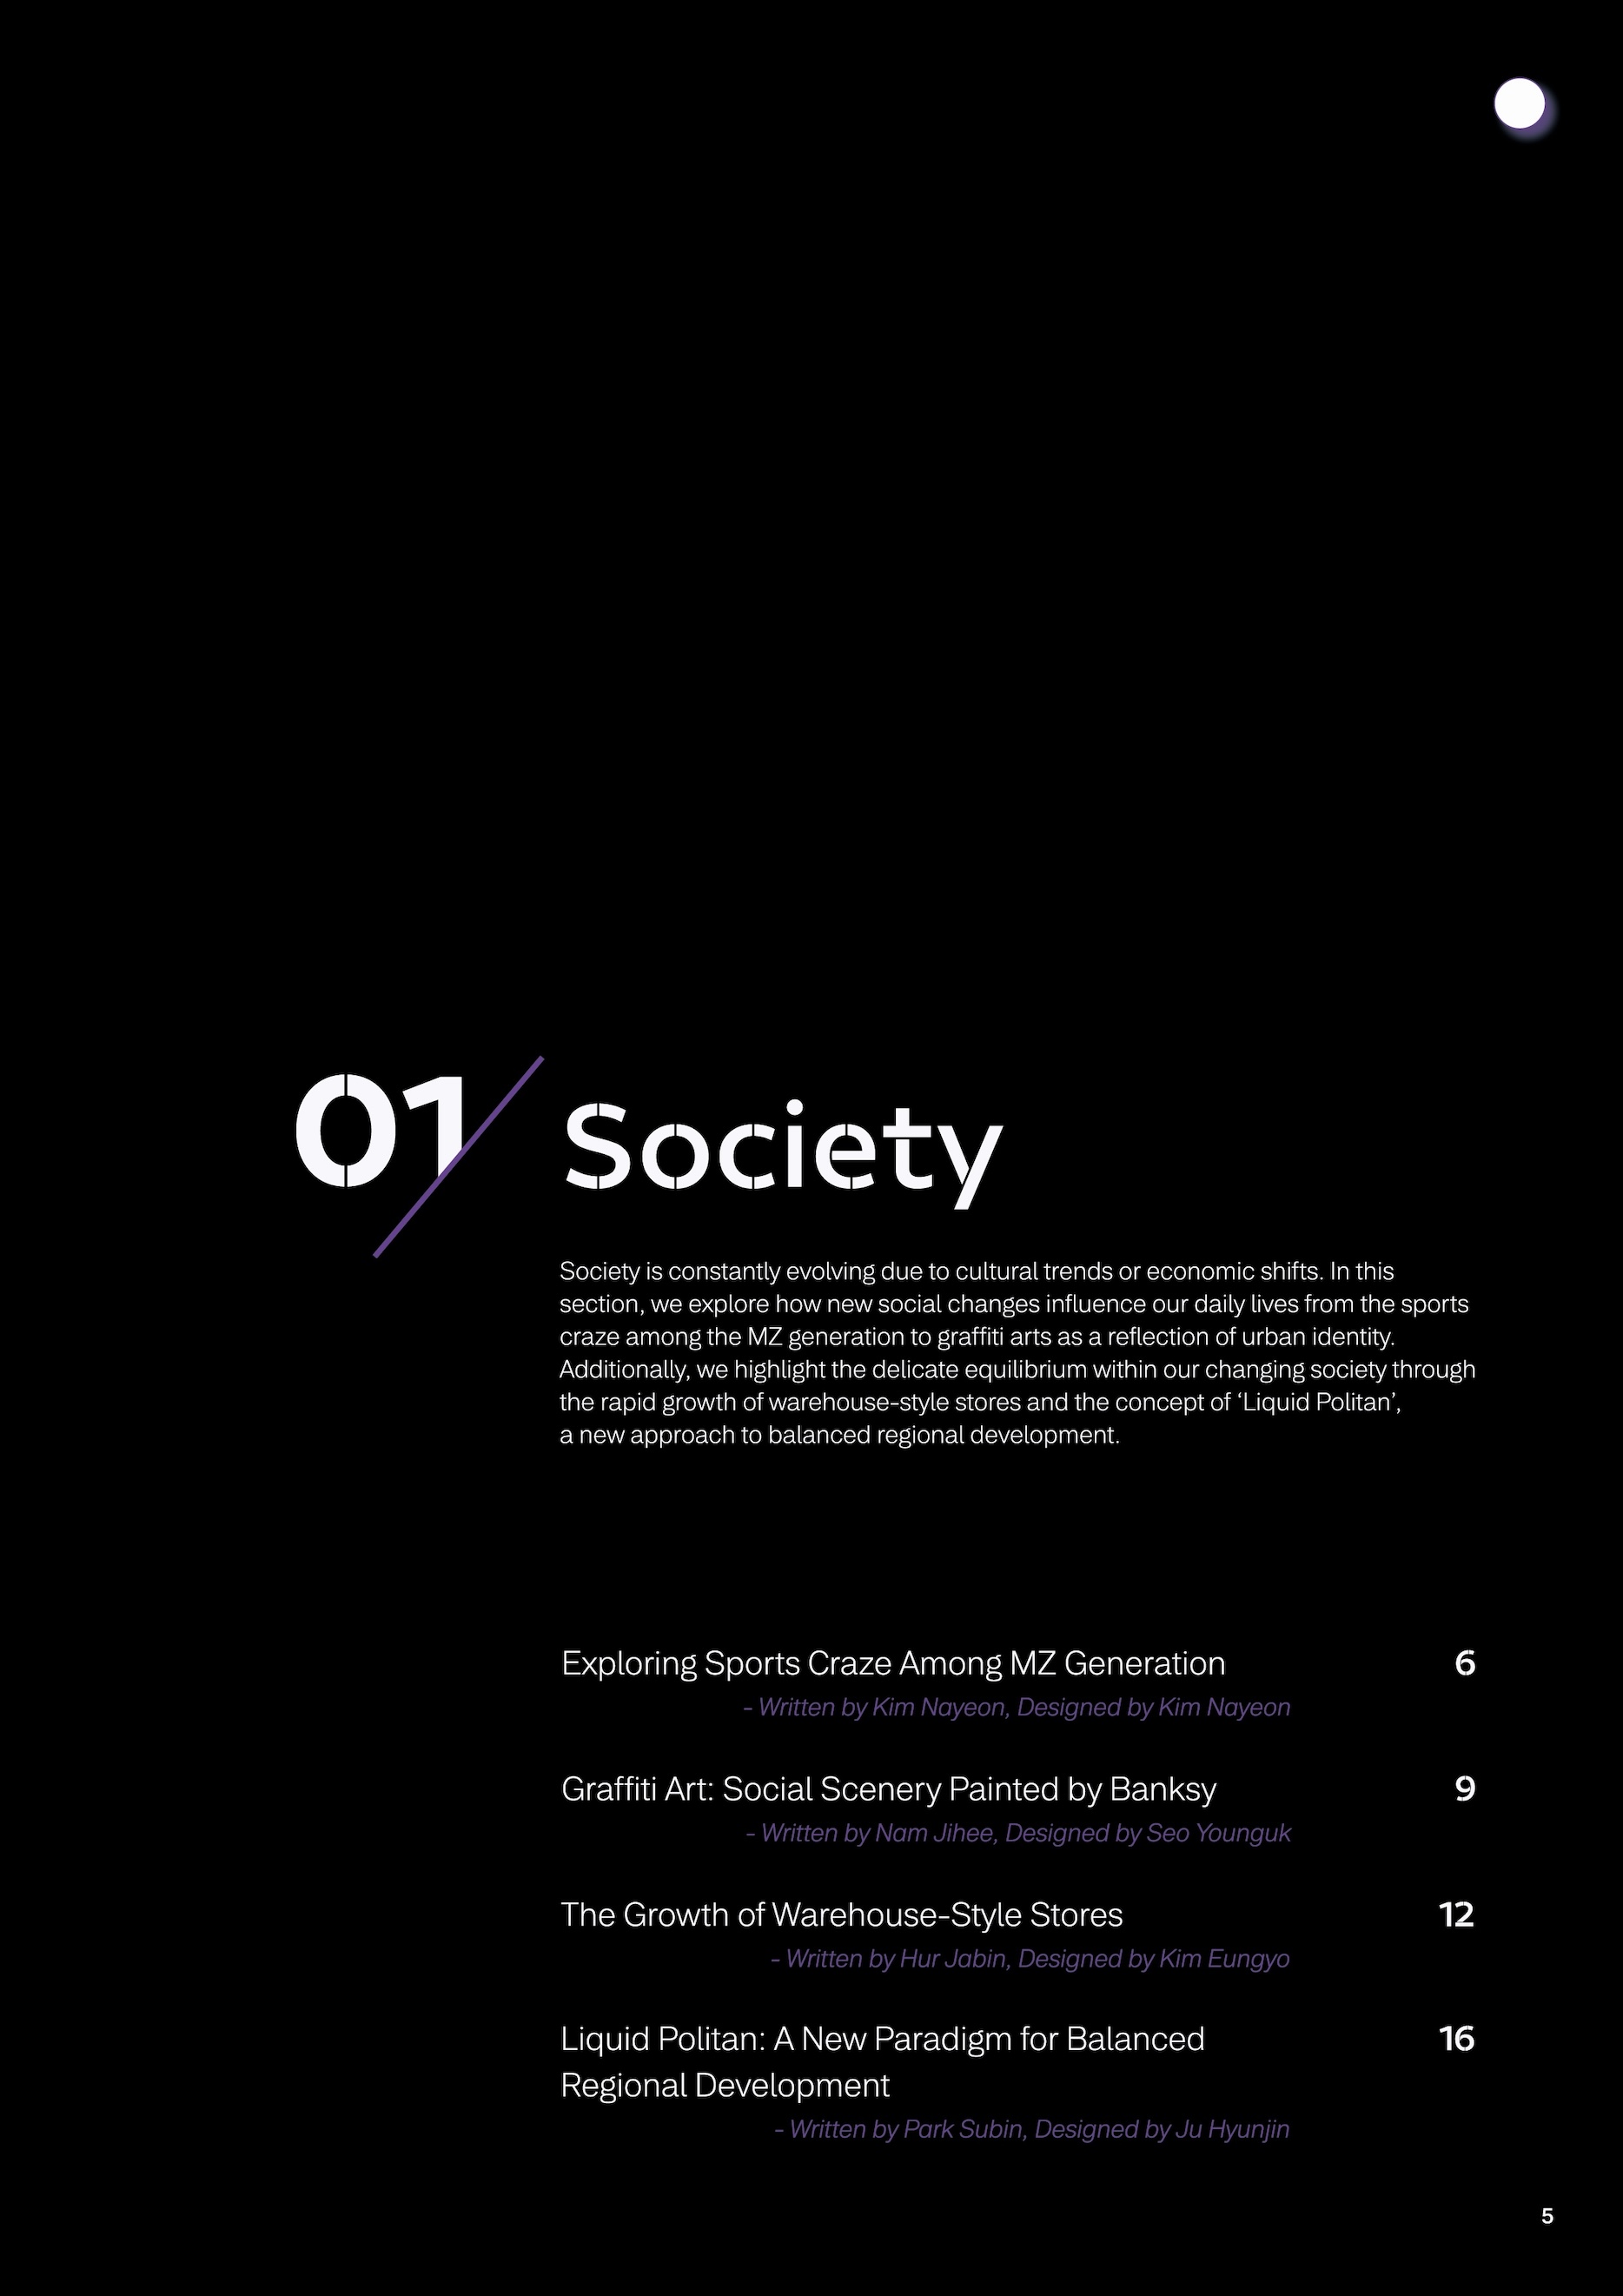 01 Society
Society is constantly evolving due to cultural trends or economic shifts. In this
section, we explore how new social changes influence our daily lives from the sports
craze among the MZ generation to graffiti arts as a reflection of urban identity.
Additionally, we highlight the delicate equilibrium within our changing society through
the rapid growth of warehouse-style stores and the concept of ‘Liquid Politan’,
a new approach to balanced regional development.
Exploring Sports Craze Among MZ Generation 6
- Written by Kim Nayeon, Designed by Kim Nayeon
Graffiti Art: Social Scenery Painted by Banksy 9
- Written by Nam Jihee, Designed by Seo Younguk
The Growth of Warehouse-Style Stores 12
- Written by Hur Jabin, Designed by Kim Eungyo
Liquid Politan: A New Paradigm for Balanced 16
Regional Development
- Written by Park Subin, Designed by Ju Hyunjin
5